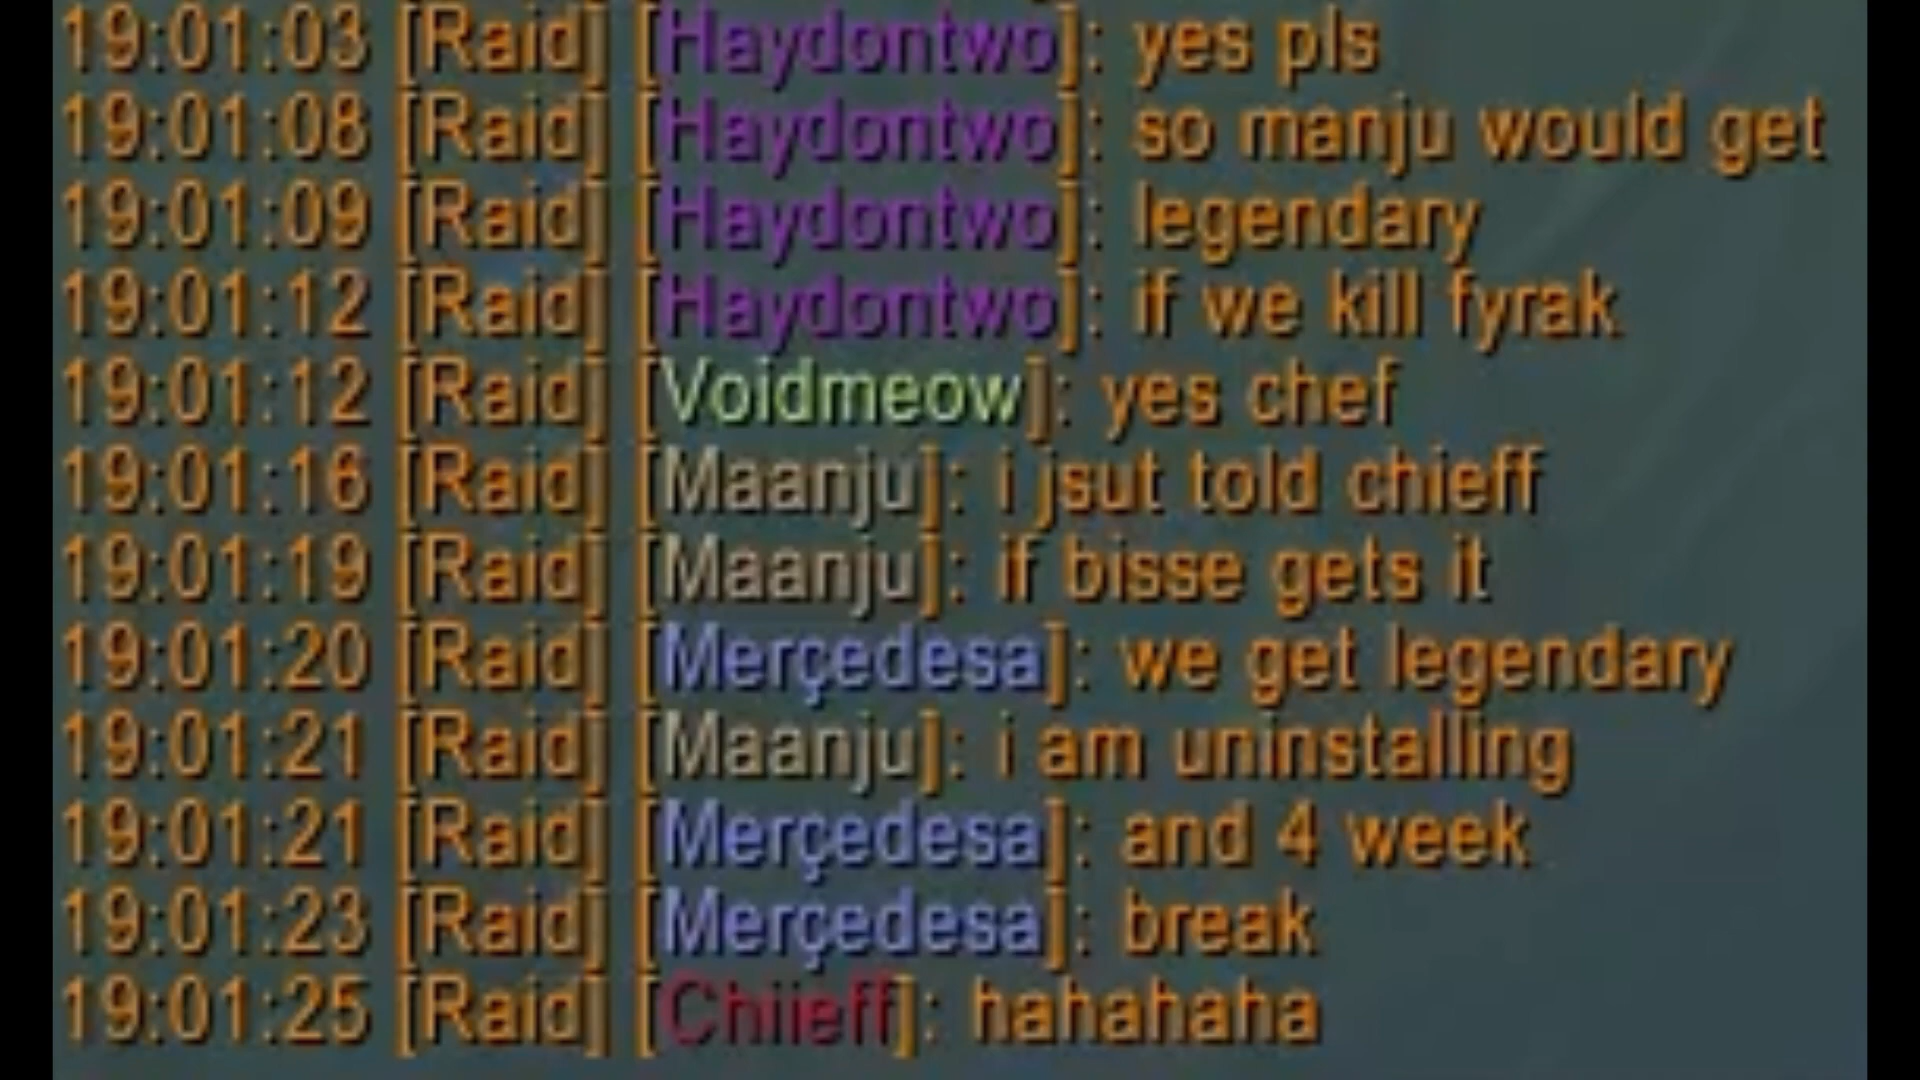 19:01:03 [Raid] [Haydontwo]: yes pls
19:01:08 [Raid] [Haydontwo]: so manju would get
19:01:09 [Raid] [Haydontwo]: legendary
19:01:12 [Raid] [Haydontwo]: if we kill fyrak
19:01:12 [Raid] [Voidmeow]: yes chef
19:01:16 [Raid] [Maanju]: i jsut told chieff
19:01:19 [Raid] [Maanju]: if bisse gets it
19:01:20 [Raid] [Merçedesa]: we get legendary
19:01:21 [Raid] [Maanju]: i am uninstalling
19:01:21 [Raid] [Merçedesa]: and 4 week
19:01:23 [Raid] [Merçedesa]: break
19:01:25 [Raid] [Chiieff]: hahahaha